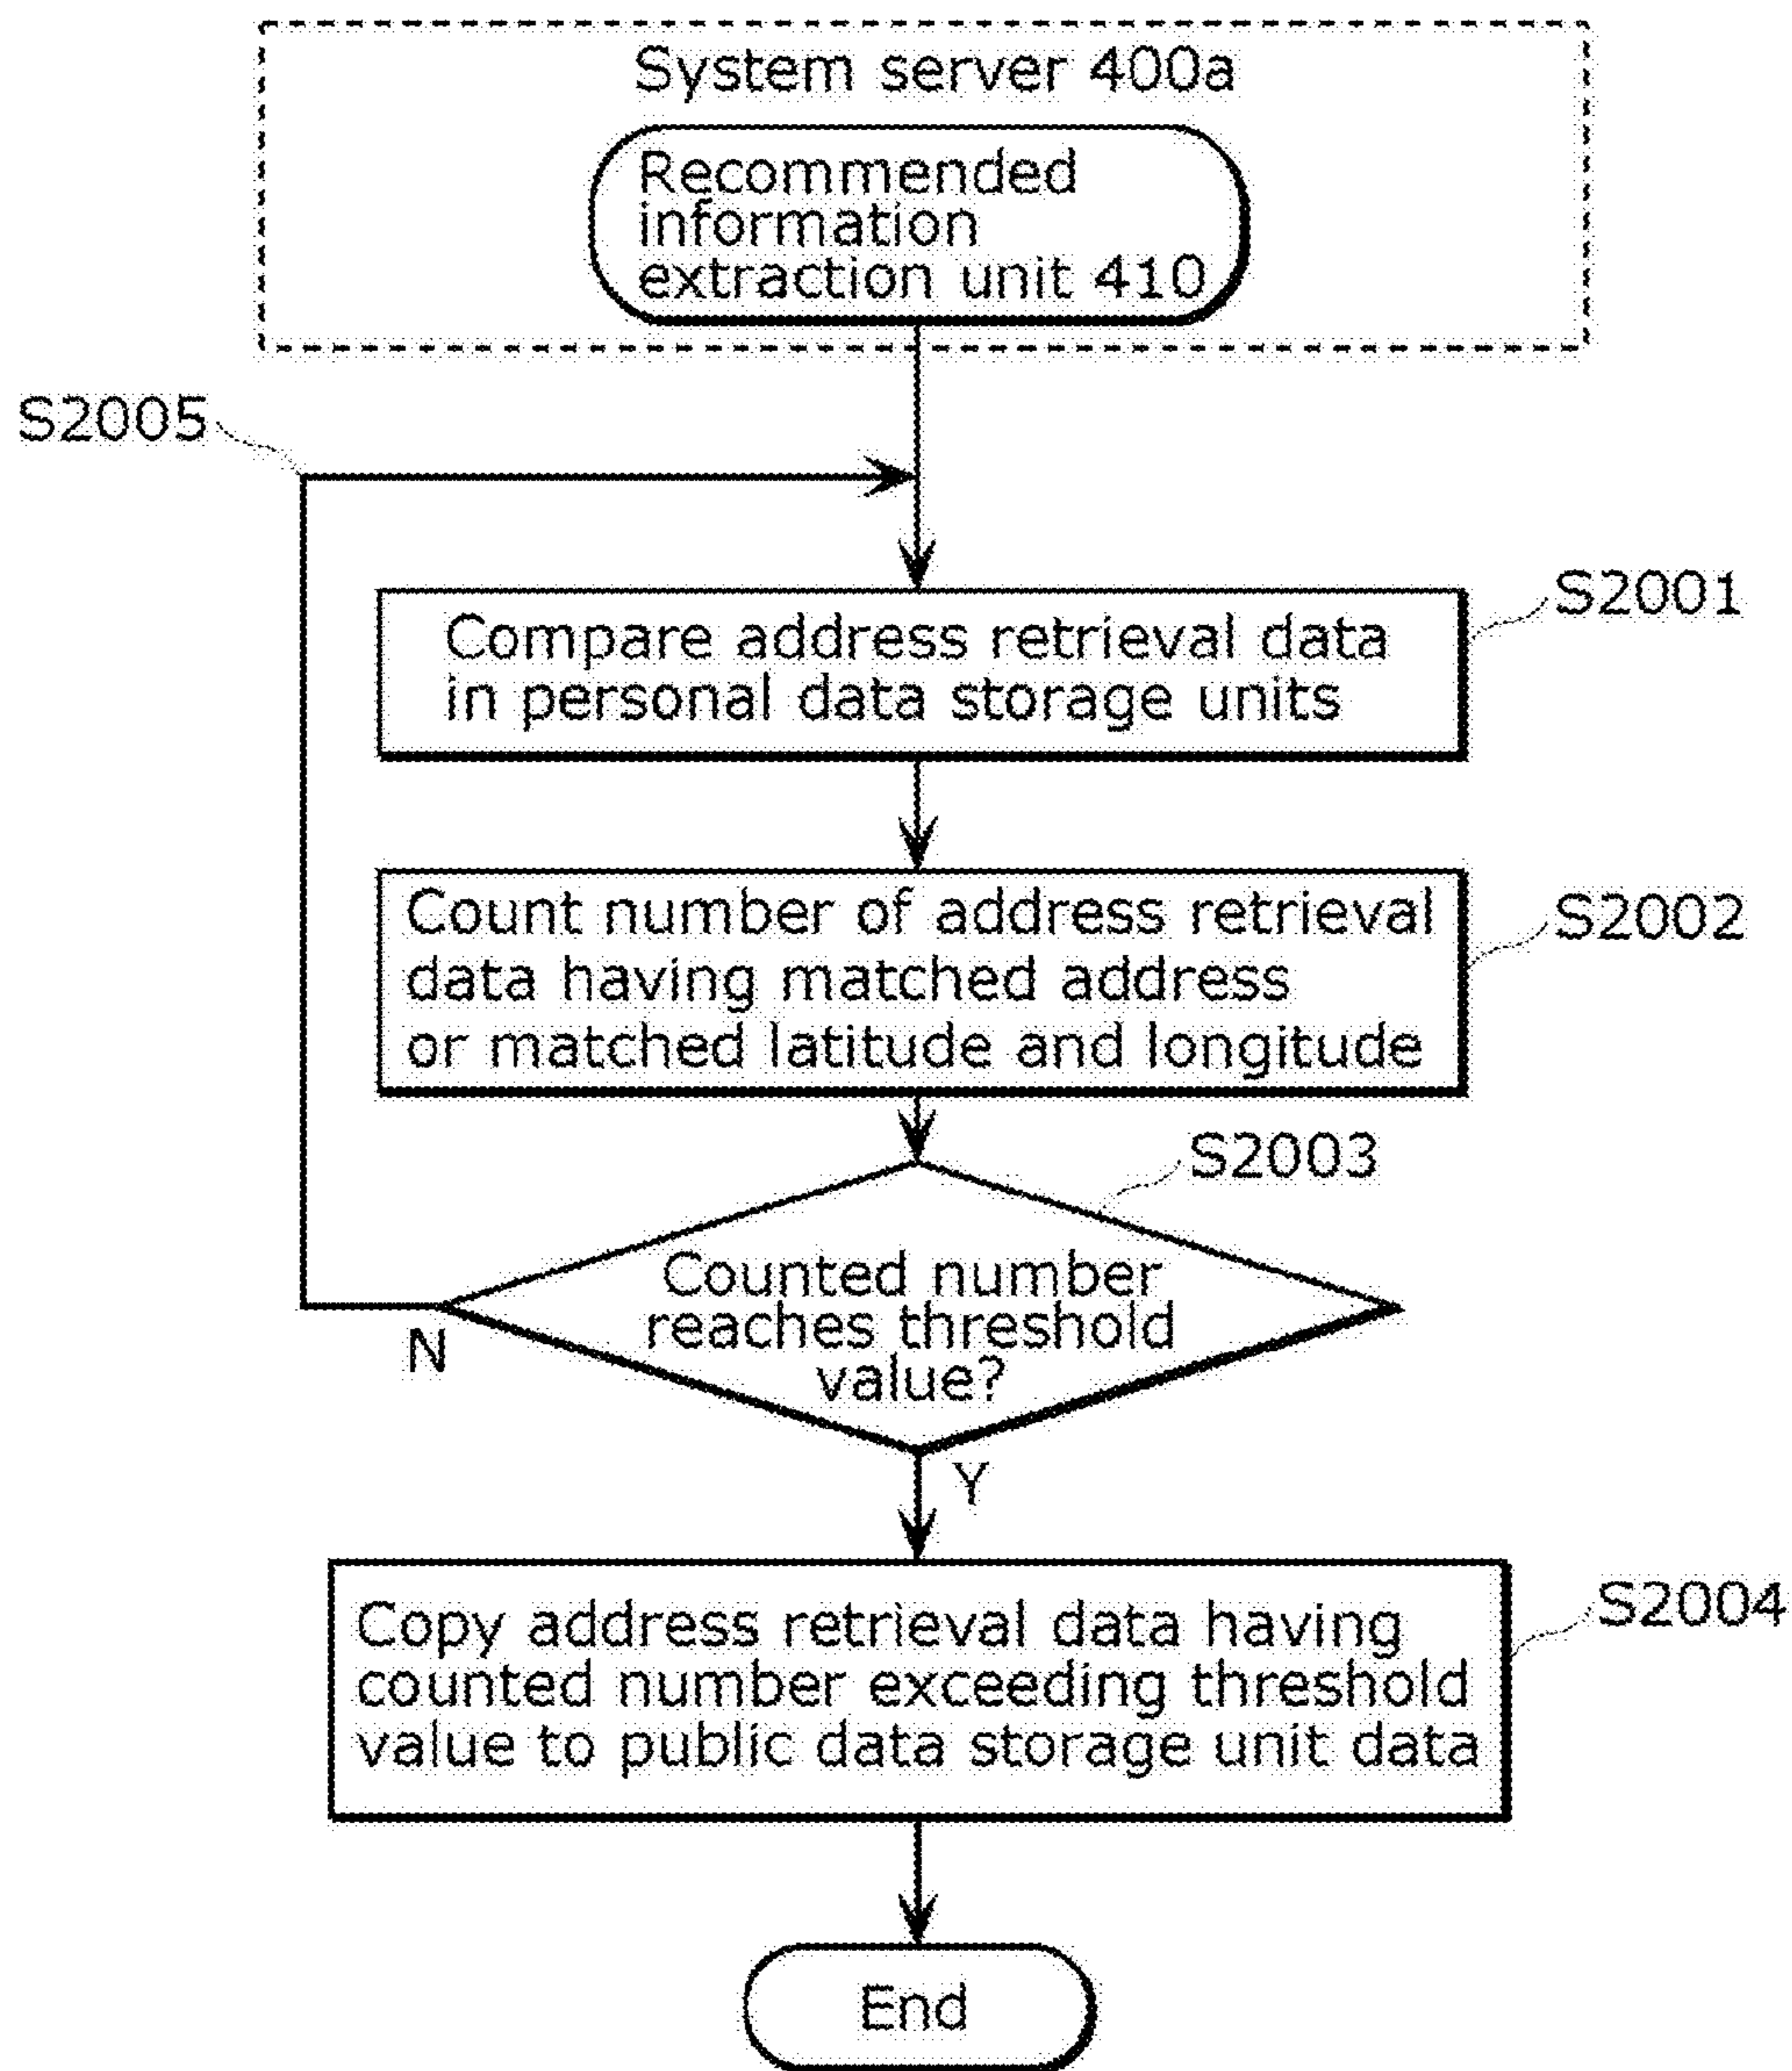 System server 400a
Recommended
information
extraction unit 410
S2005
S2001
Compare address retrieval data
in personal data storage units
Count number of address retrieval
data having matched address
or matched latitude and longitude
S2002
S2003
Counted number
reaches threshold
value?
N
Y
Copy address retrieval data having
counted number exceeding threshold
value to public data storage unit data
S2004
End